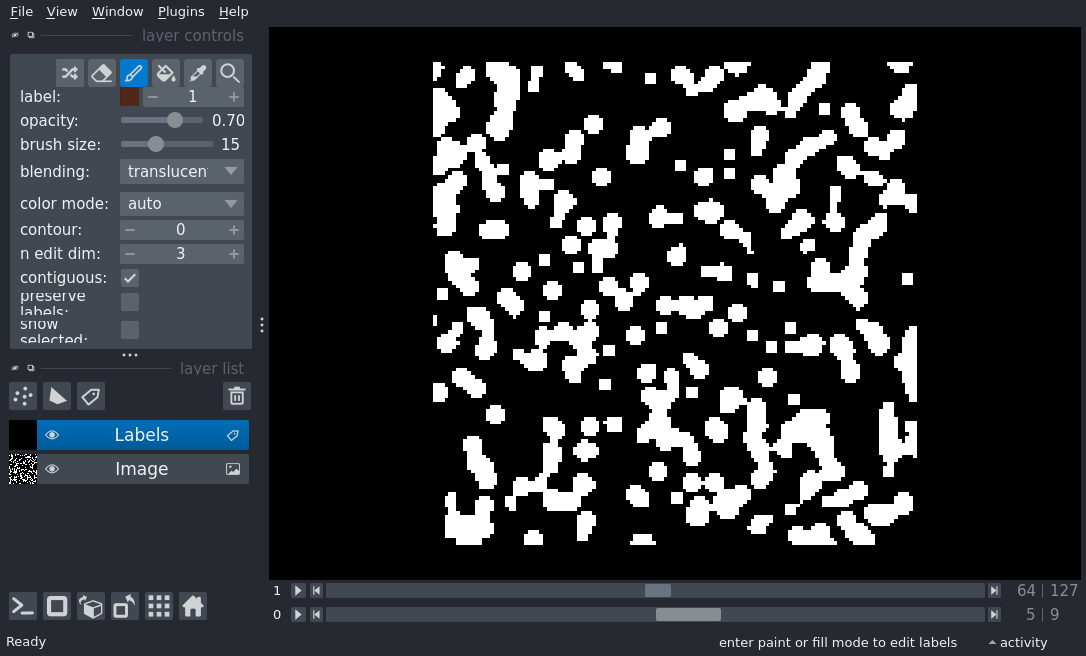 File View Window Plugins Help
layer controls
label: 1
opacity: 0.70
brush size: 15
blending: translucen
color mode: auto
contour: 0
n edit dim: 3
contiguous:
preserve
labels:
show
selected:
layer list
Labels
Image
1 64 127
0 5 9
Ready enter paint or fill mode to edit labels activity